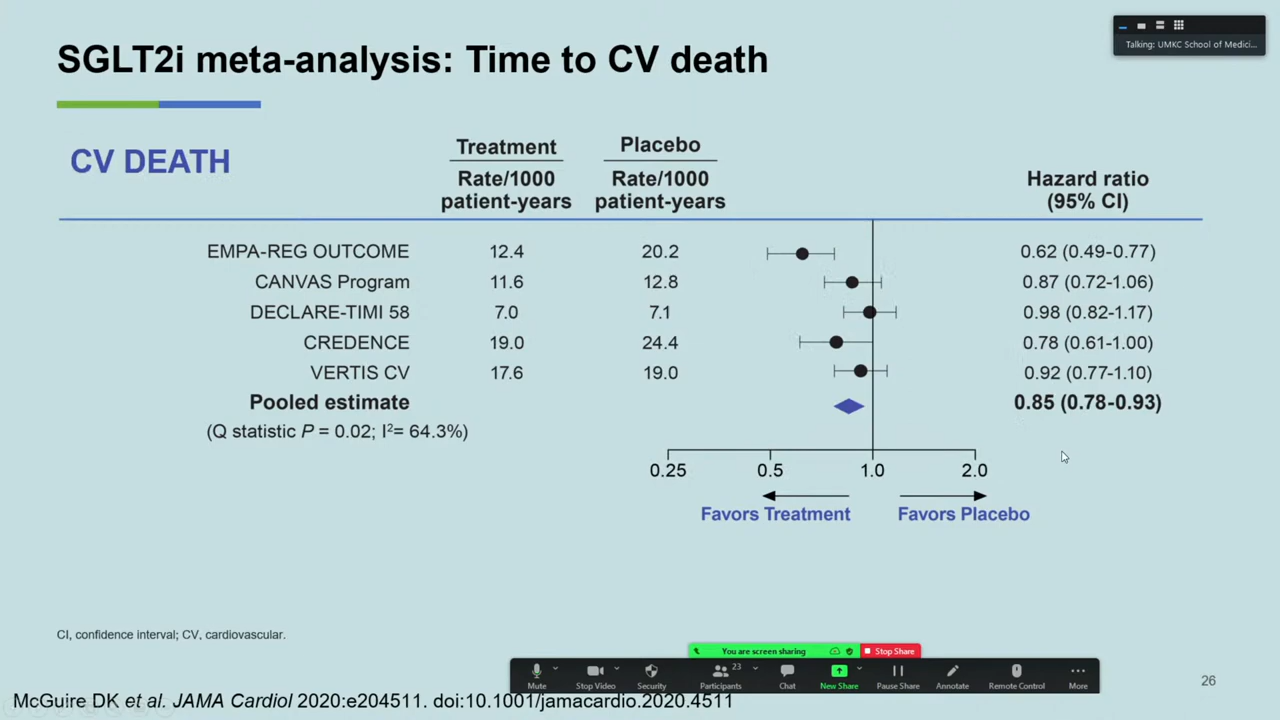 SGLT2i meta-analysis: Time to CV death
Talking: UMKC School of Medici...
CV DEATH
Treatment
Placebo
Rate/1000
patient-years
Rate/1000
patient-years
Hazard ratio
(95% CI)
EMPA-REG OUTCOME 12.4 20.2 0.62 (0.49-0.77)
CANVAS Program 11.6 12.8 0.87 (0.72-1.06)
DECLARE-TIMI 58 7.0 7.1 0.98 (0.82-1.17)
CREDENCE 19.0 24.4 0.78 (0.61-1.00)
VERTIS CV 17.6 19.0 0.92 (0.77-1.10)
Pooled estimate 0.85 (0.78-0.93)
(Q statistic P = 0.02; I²= 64.3%)
0.25 0.5 1.0 2.0
Favors Treatment Favors Placebo
CI, confidence interval; CV, cardiovascular.
You are screen sharing Stop Share
23
Mute Stop Video Security Participants Chat New Share Pause Share Annotate Remote Control More
26
McGuire DK et al. JAMA Cardiol 2020:e204511. doi:10.1001/jamacardio.2020.4511